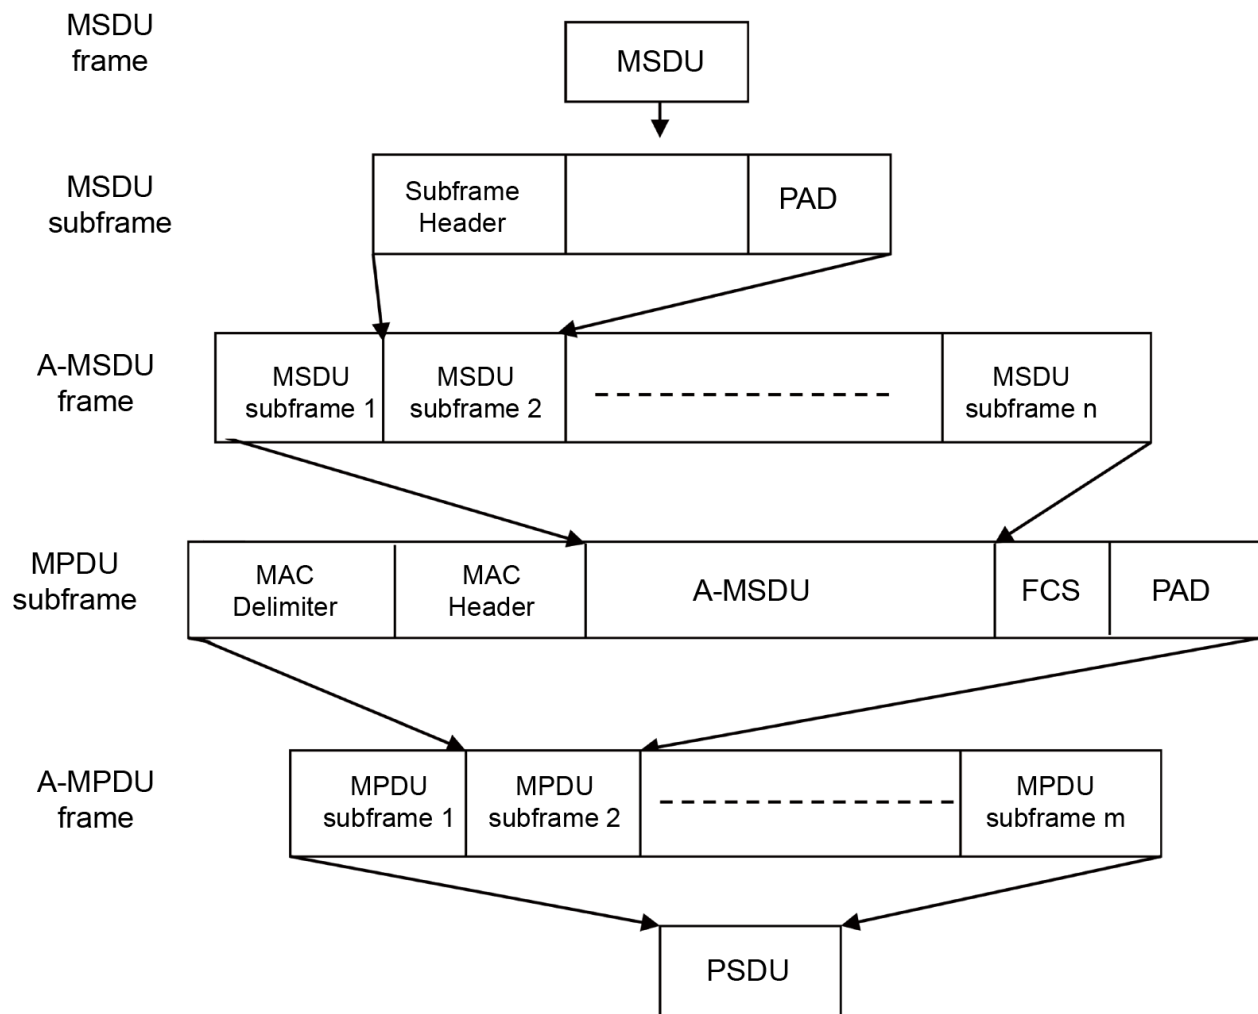 MSDU
frame
MSDU
MSDU
subframe
Subframe
Header
PAD
A-MSDU
frame
MSDU
subframe 1
MSDU
subframe 2
MSDU
subframe n
MPDU
subframe
MAC
Delimiter
MAC
Header
A-MSDU
FCS
PAD
A-MPDU
frame
MPDU
subframe 1
MPDU
subframe 2
MPDU
subframe m
PSDU